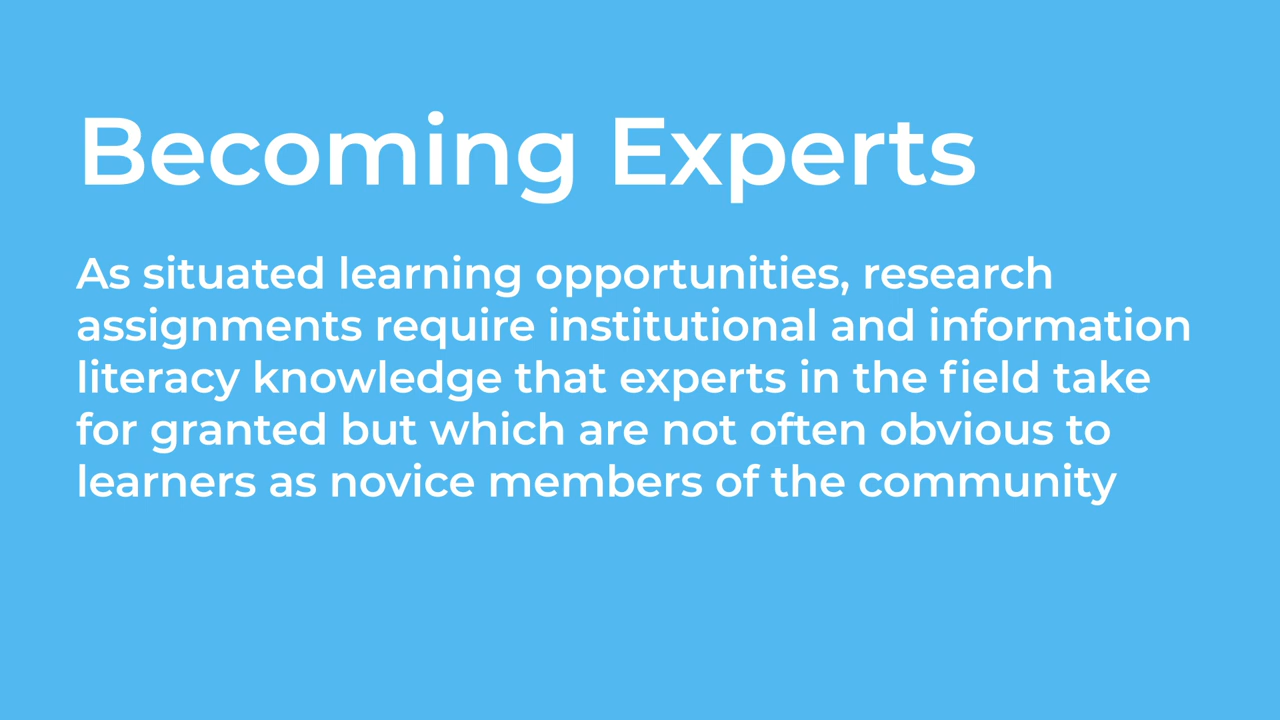 Becoming Experts
As situated learning opportunities, research
assignments require institutional and information
literacy knowledge that experts in the field take
for granted but which are not often obvious to
learners as novice members of the community